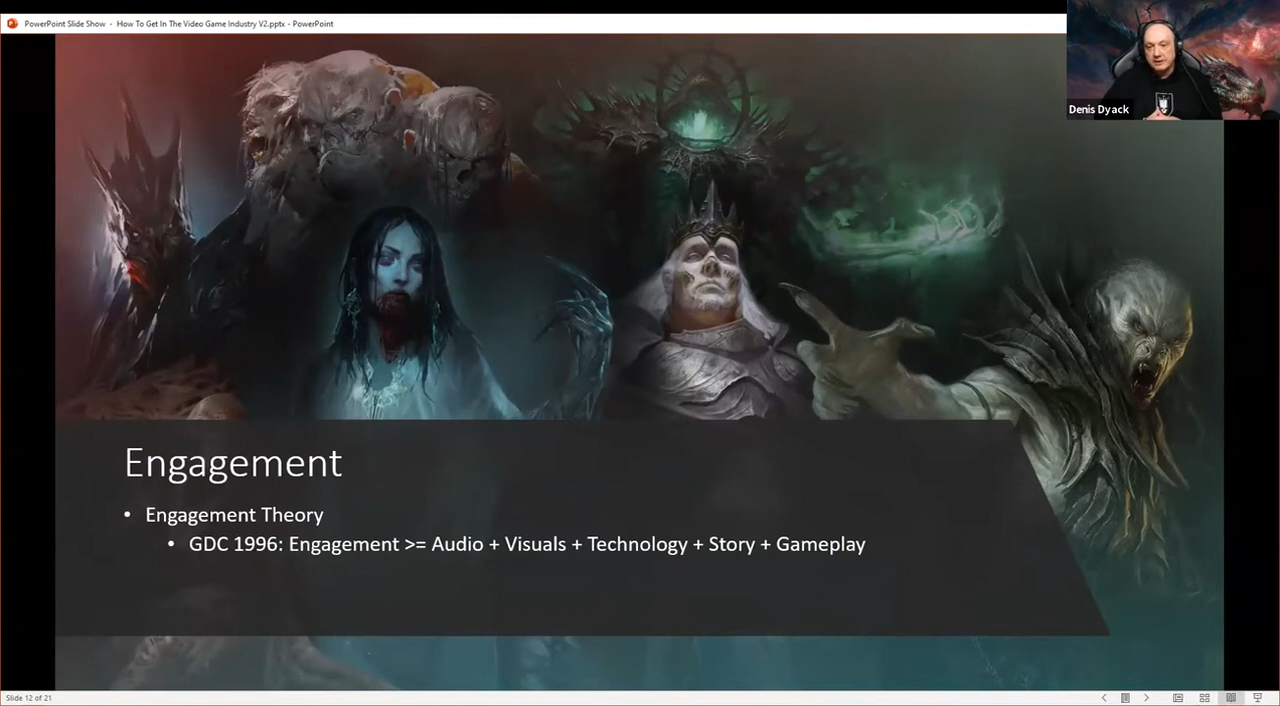 PowerPoint Slide Show - How To Get In The Video Game Industry V2.pptx - PowerPoint
Denis Dyack
Engagement
• Engagement Theory
• GDC 1996: Engagement >= Audio + Visuals + Technology + Story + Gameplay
Slide 12 of 21